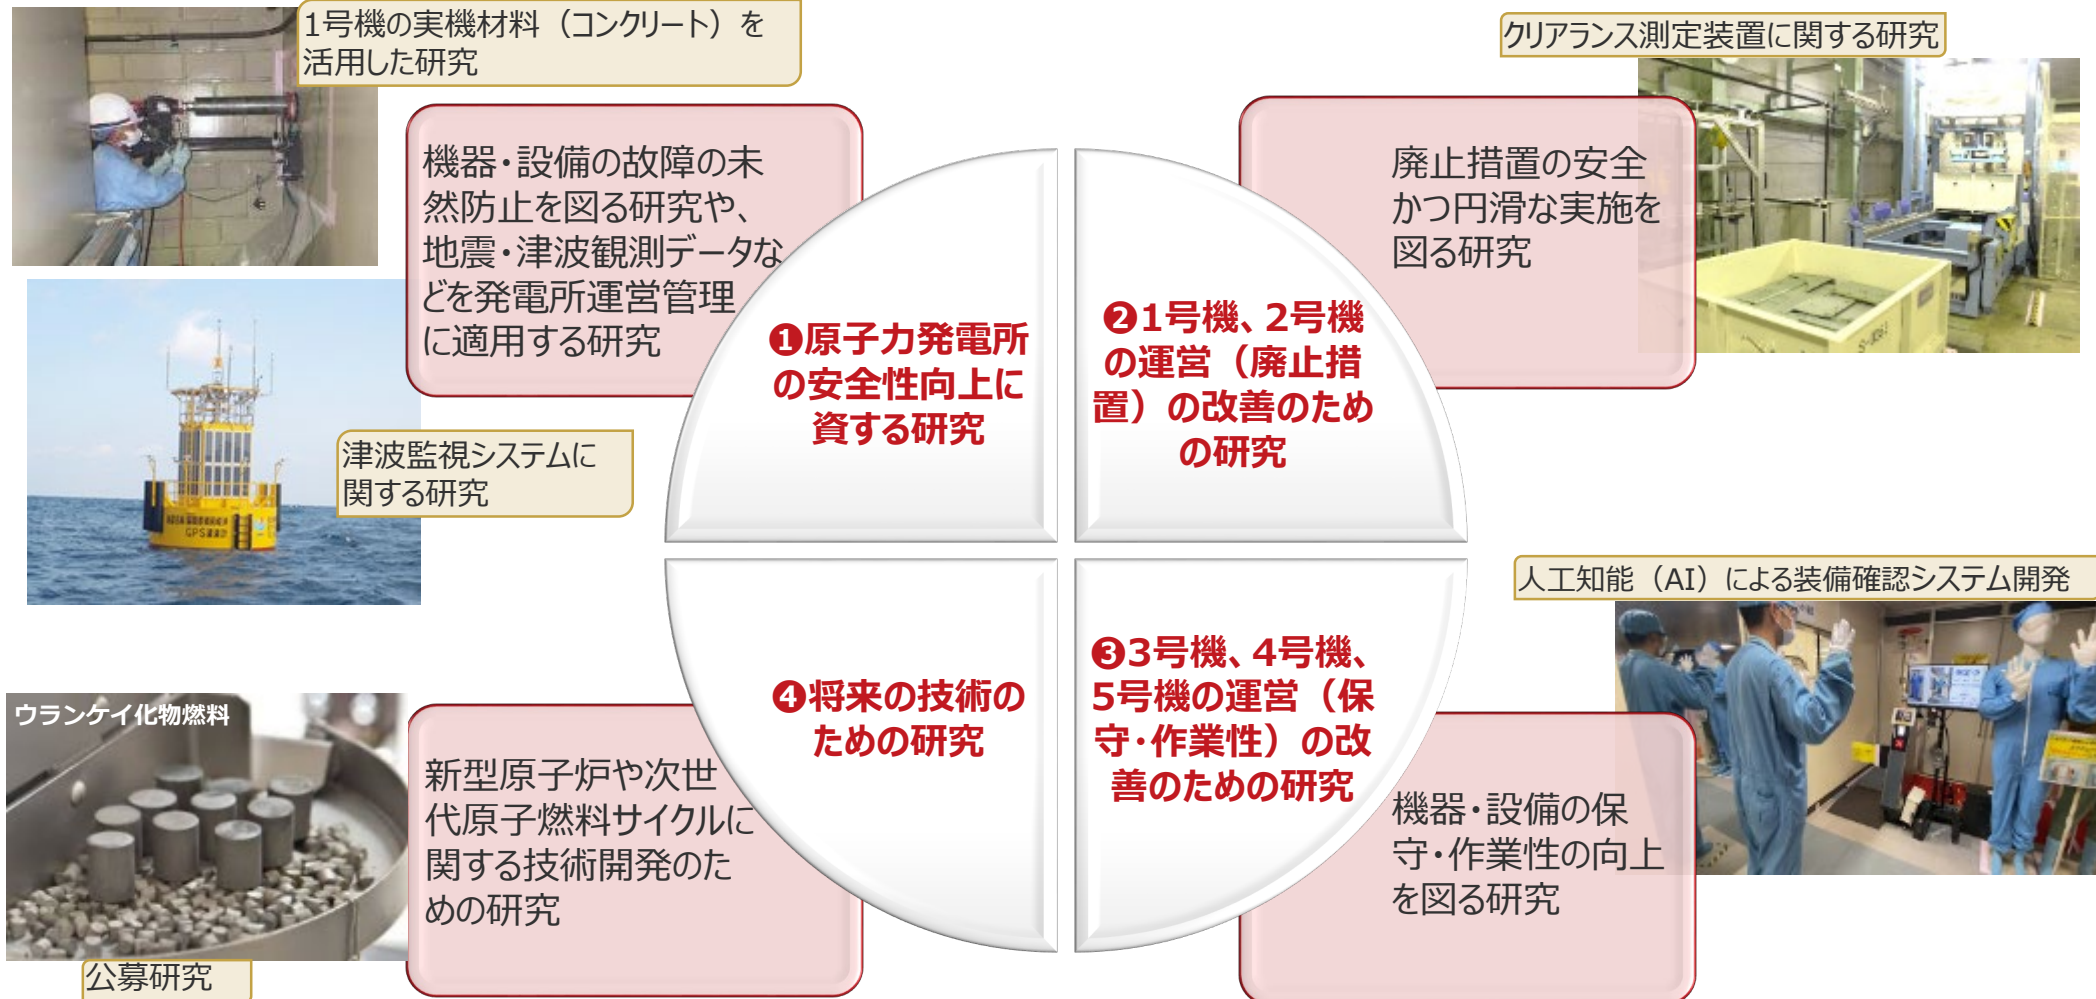 1号機の実機材料（コンクリート）を
活用した研究
機器・設備の故障の未
然防止を図る研究や、
地震・津波観測データな
どを発電所運営管理
に適用する研究
津波監視システムに
関する研究
GPS
❶原子力発電所
の安全性向上に
資する研究
クリアランス測定装置に関する研究
廃止措置の安全
かつ円滑な実施を
図る研究
❷1号機、2号機
の運営（廃止措
置）の改善のため
の研究
人工知能（AI）による装備確認システム開発
❸3号機、4号機、
5号機の運営（保
守・作業性）の改
善のための研究
機器・設備の保
守・作業性の向上
を図る研究
❹将来の技術の
ための研究
新型原子炉や次世
代原子燃料サイクルに
関する技術開発のた
めの研究
ウランケイ化物燃料
公募研究